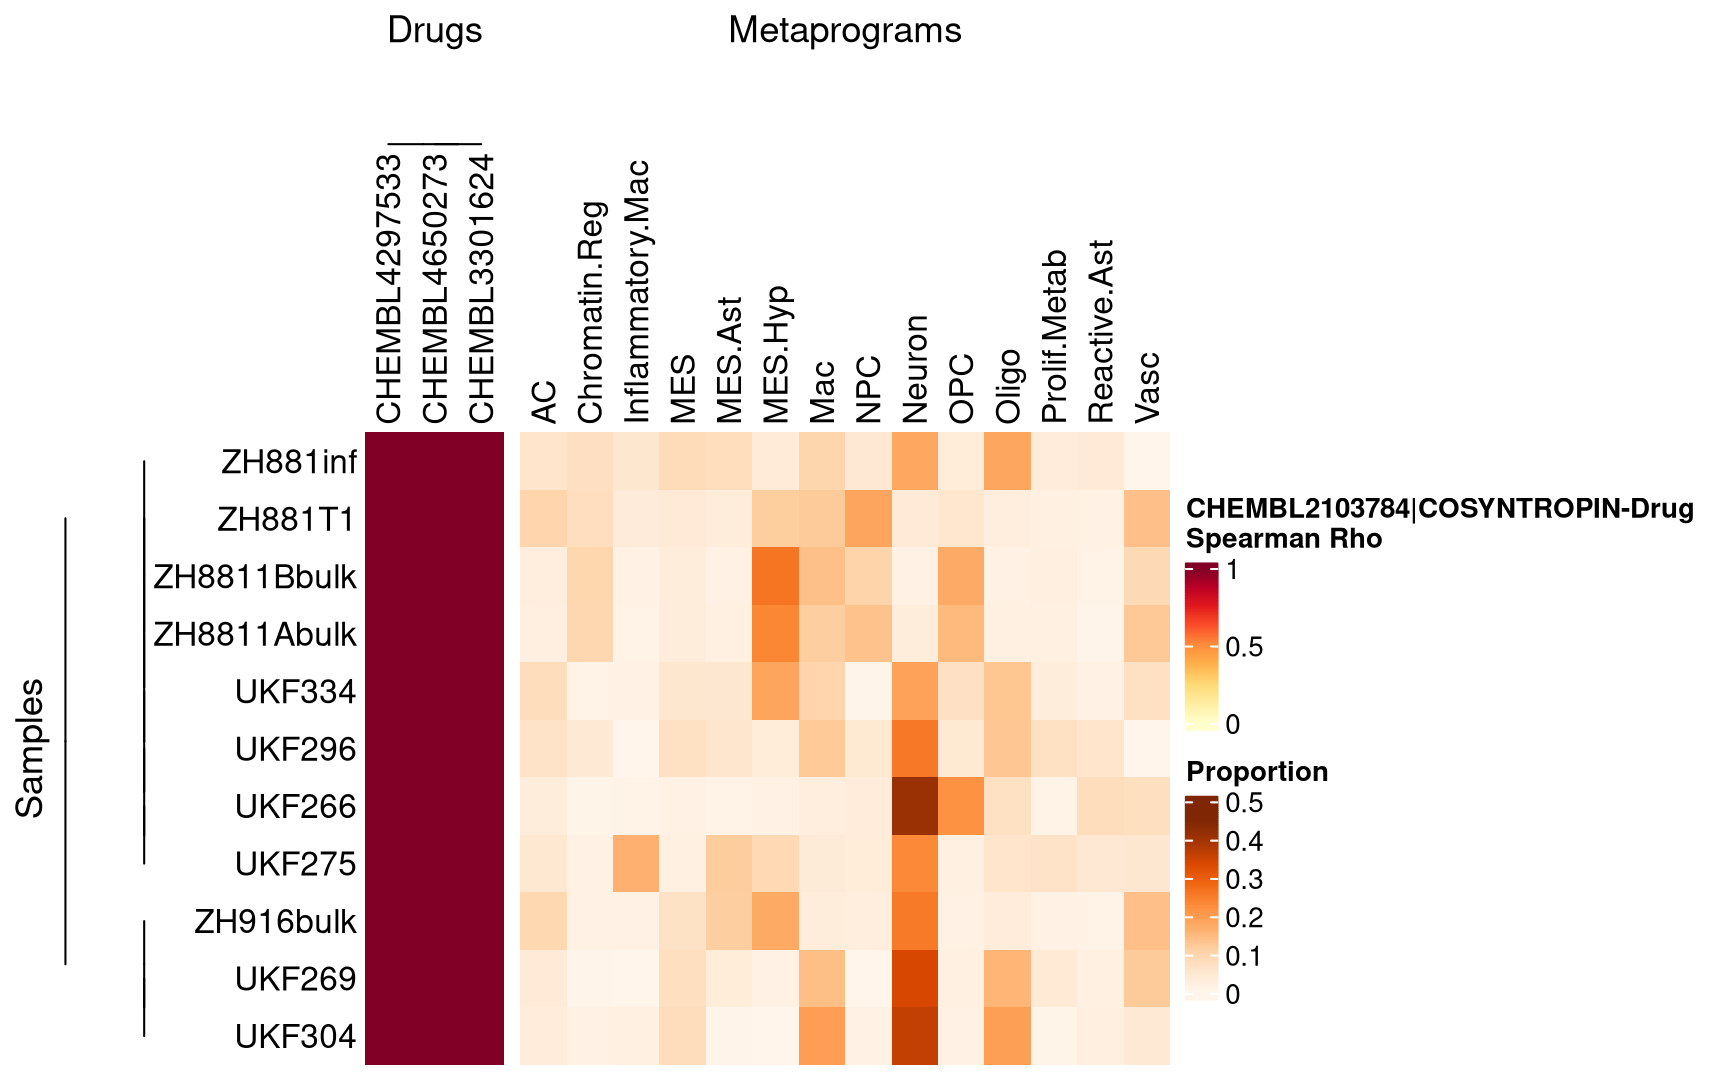 Drugs
Metaprograms
CHEMBL4297533
CHEMBL4650273
CHEMBL3301624
AC
Chromatin.Reg
Inflammatory.Mac
MES
MES.Ast
MES.Hyp
Mac
NPC
Neuron
OPC
Oligo
Prolif.Metab
Reactive.Ast
Vasc
Samples
ZH881inf
ZH881T1
ZH8811Bbulk
ZH8811Abulk
UKF334
UKF296
UKF266
UKF275
ZH916bulk
UKF269
UKF304
CHEMBL2103784|COSYNTROPIN-Drug
Spearman Rho
1
0.5
0
Proportion
0.5
0.4
0.3
0.2
0.1
0